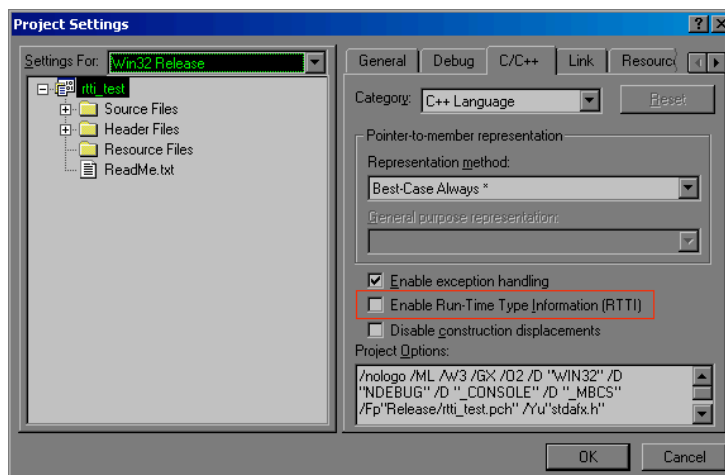 Project Settings
Settings For: Win32 Release
rtti_test
Source Files
Header Files
Resource Files
ReadMe.txt
General Debug C/C++ Link Resourc
Category: C++ Language Reset
Pointer-to-member representation
Representation method:
Best-Case Always *
General purpose representation:
Enable exception handling
Enable Run-Time Type Information (RTTI)
Disable construction displacements
Project Options:
/nologo /ML /W3 /GX /O2 /D "WIN32" /D
"NDEBUG" /D "_CONSOLE" /D "_MBCS"
/Fp"Release/rtti_test.pch" /Yu"stdafx.h"
OK Cancel